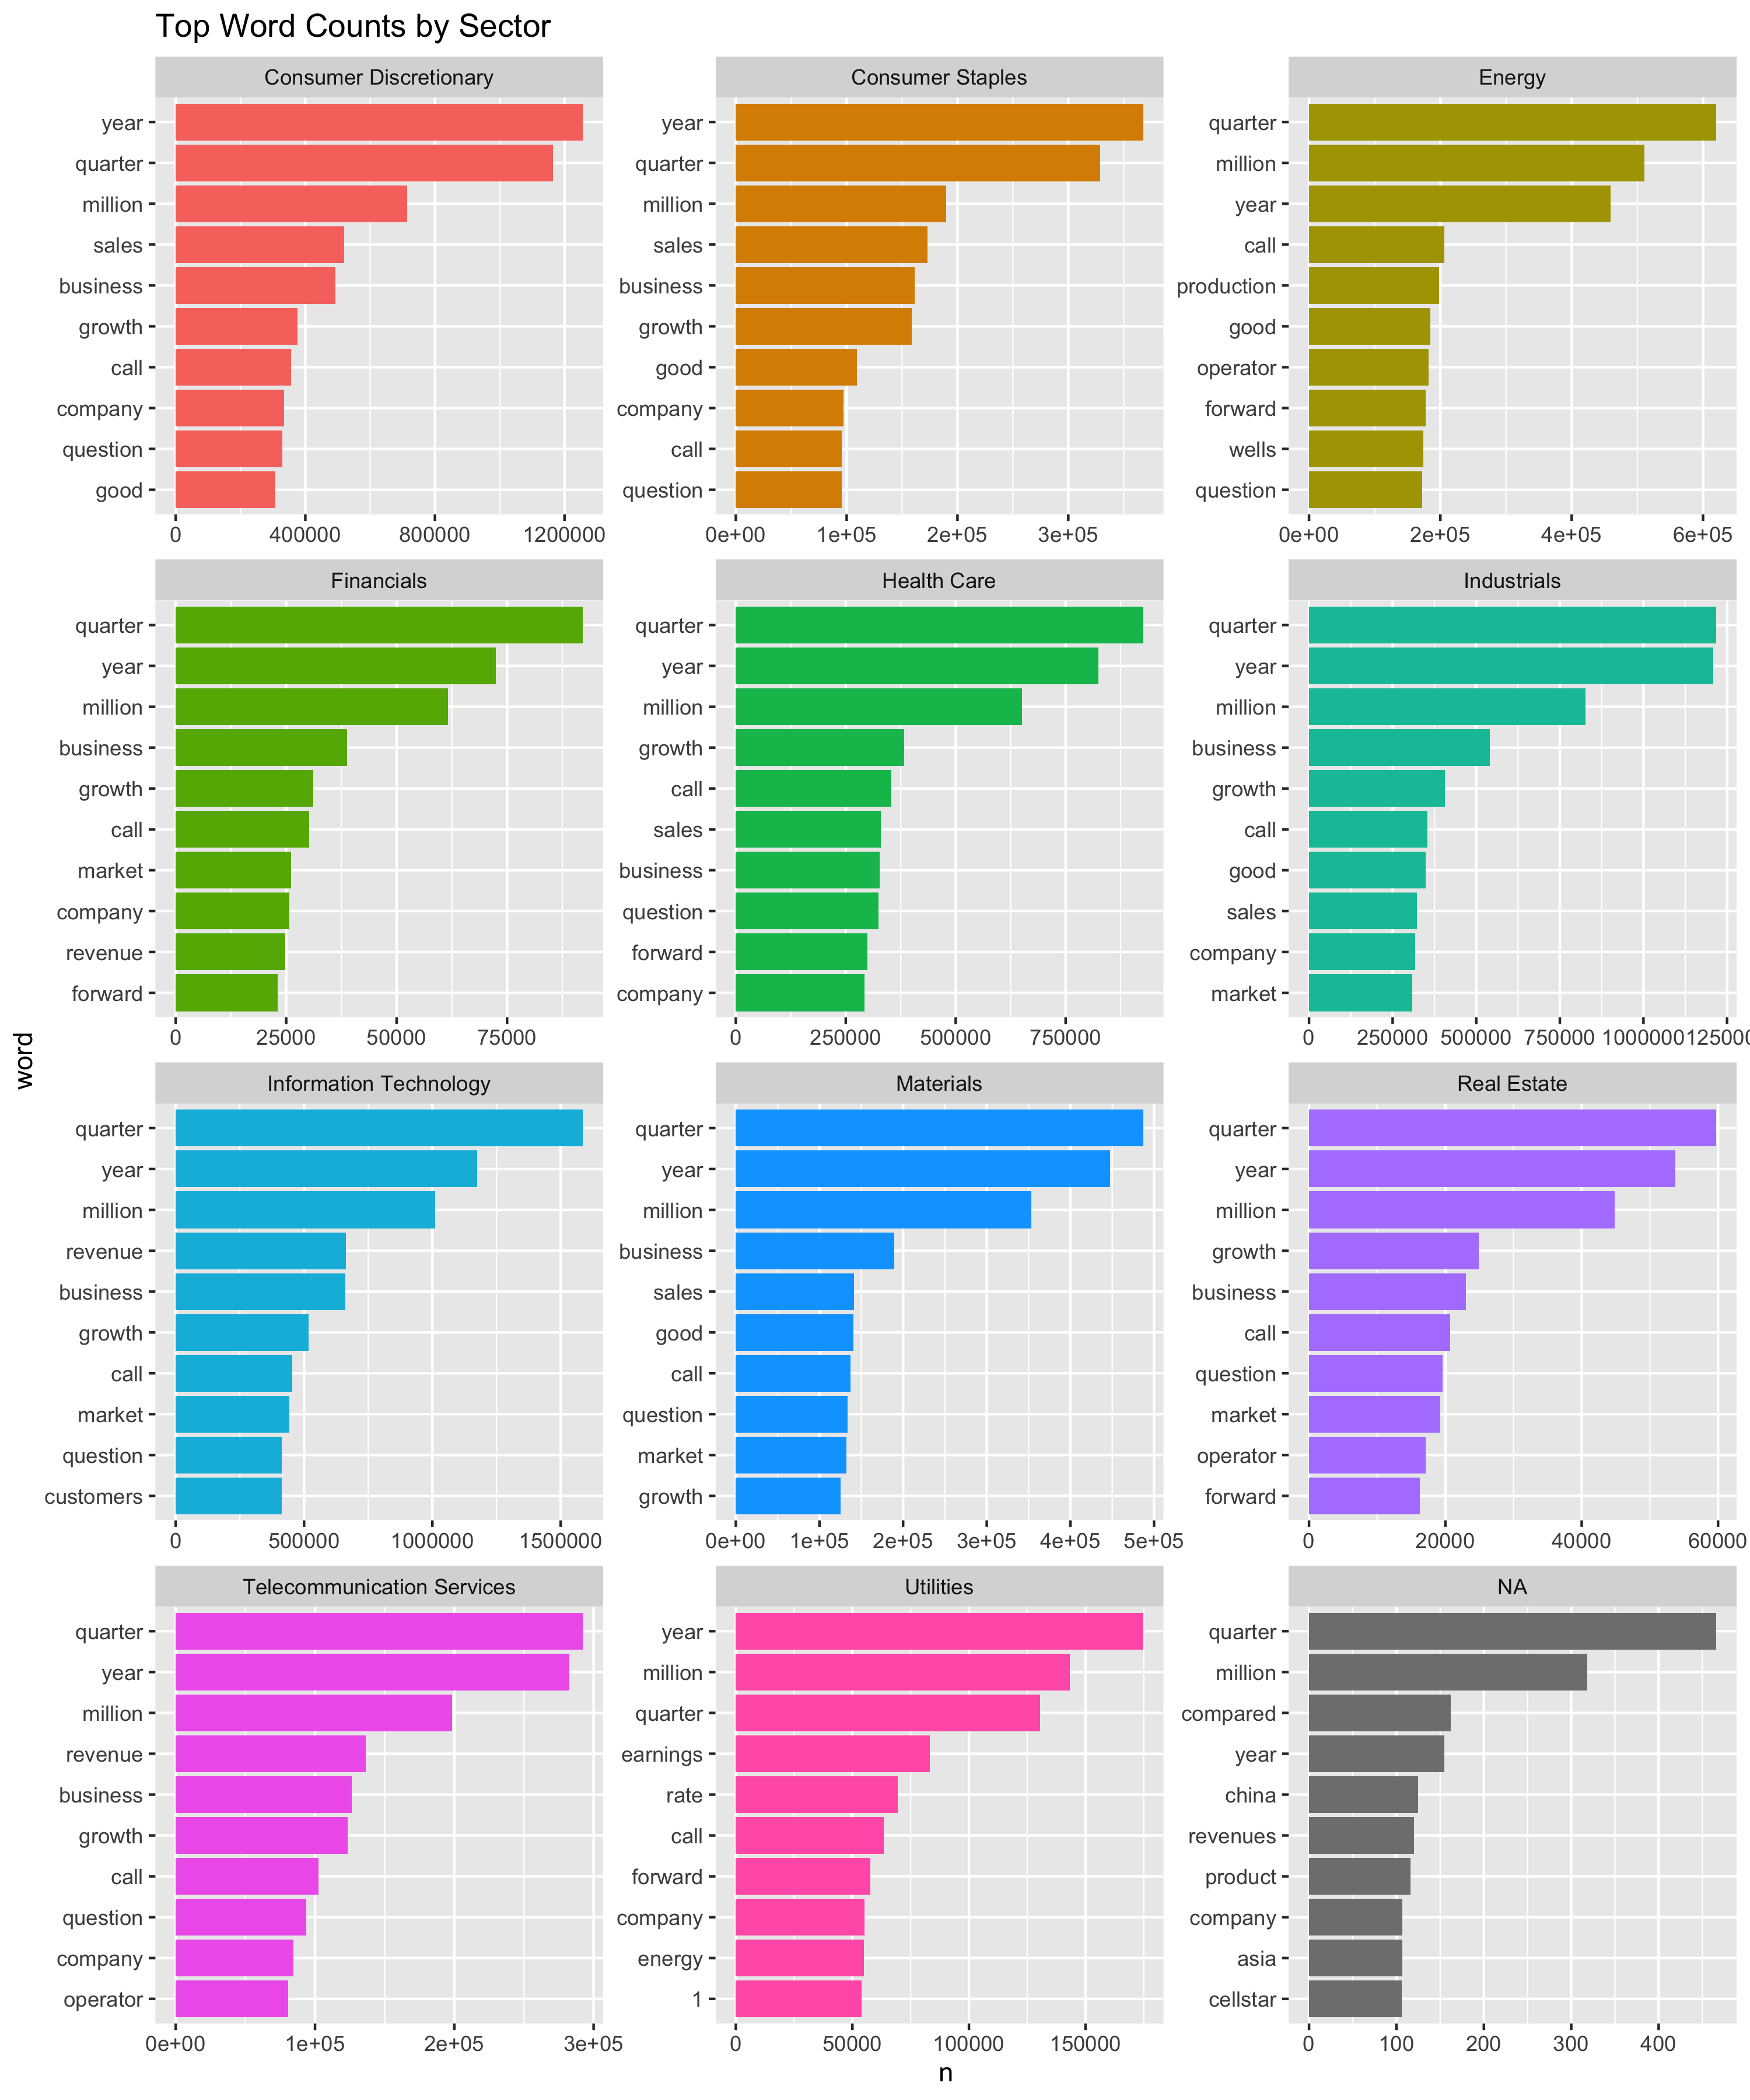 Top Word Counts by Sector
Consumer Discretionary
year
quarter
million
sales
business
growth
call
company
question
good
0 400000 800000 1200000
Consumer Staples
year
quarter
million
sales
business
growth
good
company
call
question
0e+00 1e+05 2e+05 3e+05
Energy
quarter
million
year
call
production
good
operator
forward
wells
question
0e+00 2e+05 4e+05 6e+05
Financials
quarter
year
million
business
growth
call
market
company
revenue
forward
0 25000 50000 75000
Health Care
quarter
year
million
growth
call
sales
business
question
forward
company
0 250000 500000 750000
Industrials
quarter
year
million
business
growth
call
good
sales
company
market
0 250000 500000 750000 1000000 125000
word
Information Technology
quarter
year
million
revenue
business
growth
call
market
question
customers
0 500000 1000000 1500000
Materials
quarter
year
million
business
sales
good
call
question
market
growth
0e+00 1e+05 2e+05 3e+05 4e+05 5e+05
Real Estate
quarter
year
million
growth
business
call
question
market
operator
forward
0 20000 40000 60000
Telecommunication Services
quarter
year
million
revenue
business
growth
call
question
company
operator
0e+00 1e+05 2e+05 3e+05
Utilities
year
million
quarter
earnings
rate
call
forward
company
energy
1
0 50000 100000 150000
NA
quarter
million
compared
year
china
revenues
product
company
asia
cellstar
0 100 200 300 400
n